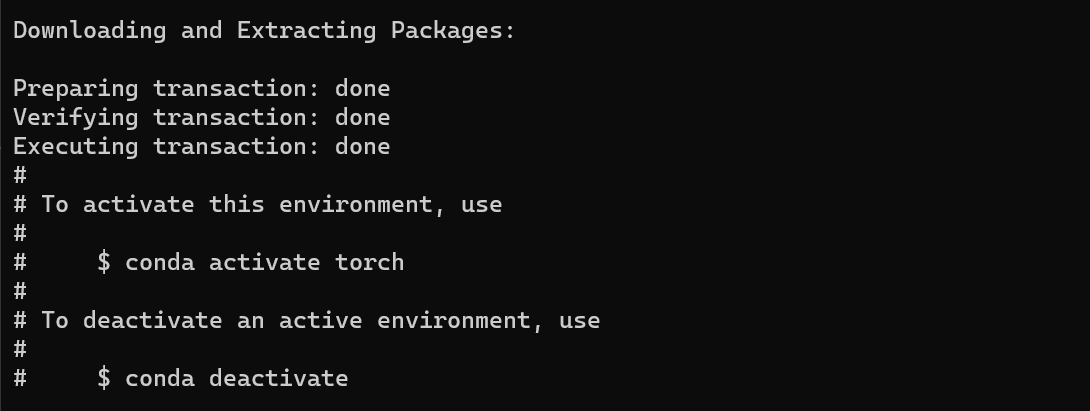 Downloading and Extracting Packages:
Preparing transaction: done
Verifying transaction: done
Executing transaction: done
#
# To activate this environment, use
#
#     $ conda activate torch
#
# To deactivate an active environment, use
#
#     $ conda deactivate